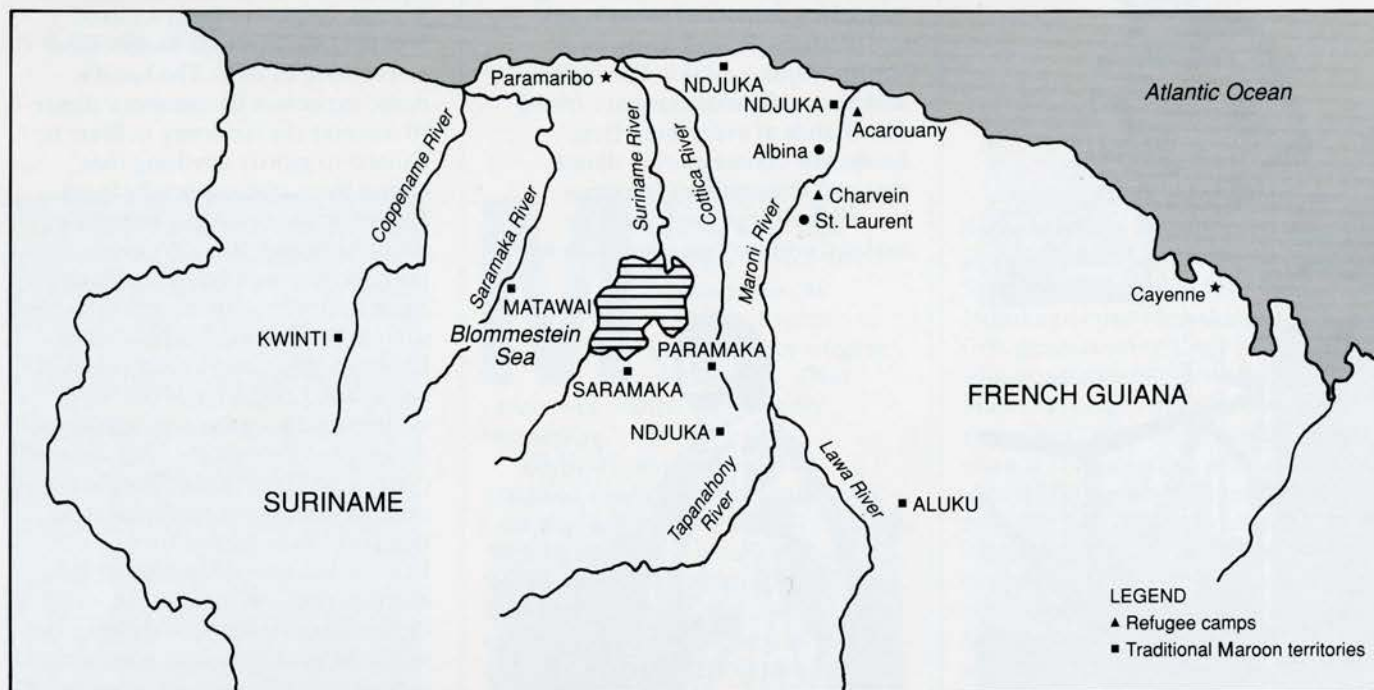 Paramaribo
NDJUKA
NDJUKA
Atlantic Ocean
Acarouany
Albina
Coppename River
Saramaka River
Suriname River
Cottica River
Maroni River
Charvein
St. Laurent
Cayenne
MATAWAI
KWINTI
Blommestein
Sea
PARAMAKA
SARAMAKA
FRENCH GUIANA
NDJUKA
Lawa River
SURINAME
Tapanahony
River
ALUKU
LEGEND
Refugee camps
Traditional Maroon territories